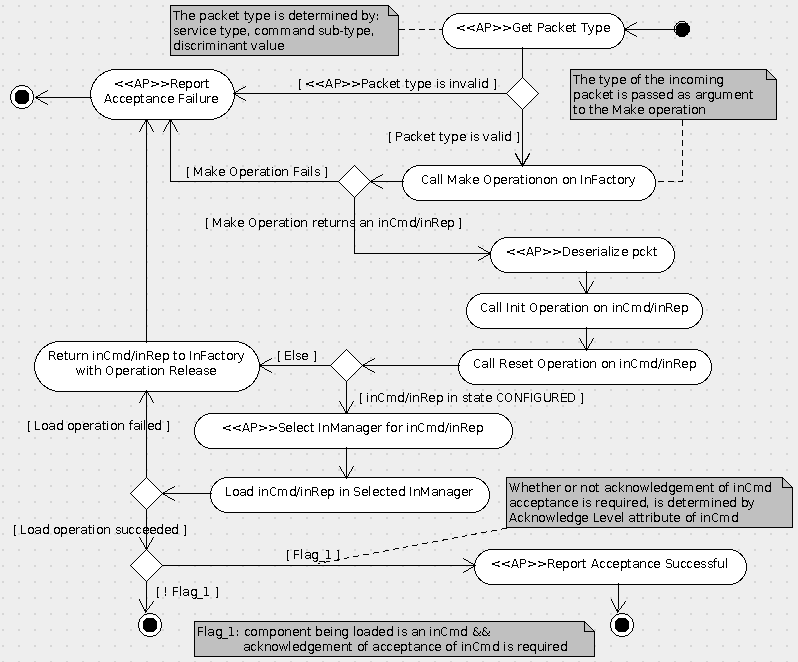 The packet type is determined by:
service type, command sub-type,
discriminant value
<<AP>>Get Packet Type
<<AP>>Report
Acceptance Failure
[ <<AP>>Packet type is invalid ]
The type of the incoming
packet is passed as argument
to the Make operation
[ Packet type is valid ]
[ Make Operation Fails ]
Call Make Operationon on InFactory
[ Make Operation returns an inCmd/inRep ]
<<AP>>Deserialize pckt
Call Init Operation on inCmd/inRep
Return inCmd/inRep to InFactory
with Operation Release
[ Else ]
Call Reset Operation on inCmd/inRep
[ inCmd/inRep in state CONFIGURED ]
[ Load operation failed ]
<<AP>>Select InManager for inCmd/inRep
Load inCmd/inRep in Selected InManager
Whether or not acknowledgement of inCmd
acceptance is required, is determined by
Acknowledge Level attribute of inCmd
[ Load operation succeeded ]
[ Flag_1 ]
<<AP>>Report Acceptance Successful
[ ! Flag_1 ]
Flag_1: component being loaded is an inCmd &&
acknowledgement of acceptance of inCmd is required